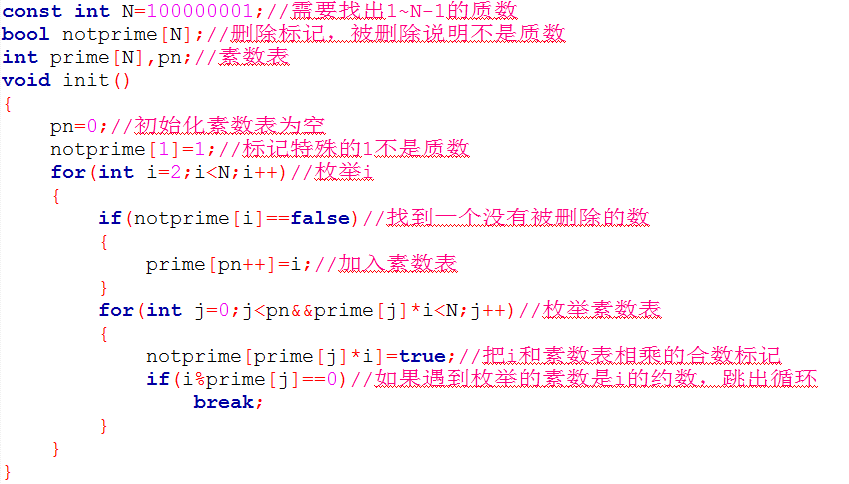 const int N=100000001;//需要找出1~N-1的质数
bool notprime[N];//删除标记，被删除说明不是质数
int prime[N],pn;//素数表
void init()
{
    pn=0;//初始化素数表为空
    notprime[1]=1;//标记特殊的1不是质数
    for(int i=2;i<N;i++)//枚举i
    {
        if(notprime[i]==false)//找到一个没有被删除的数
        {
            prime[pn++]=i;//加入素数表
        }
        for(int j=0;j<pn&&prime[j]*i<N;j++)//枚举素数表
        {
            notprime[prime[j]*i]=true;//把i和素数表相乘的合数标记
            if(i%prime[j]==0)//如果遇到枚举的素数是i的约数，跳出循环
                break;
        }
    }
}